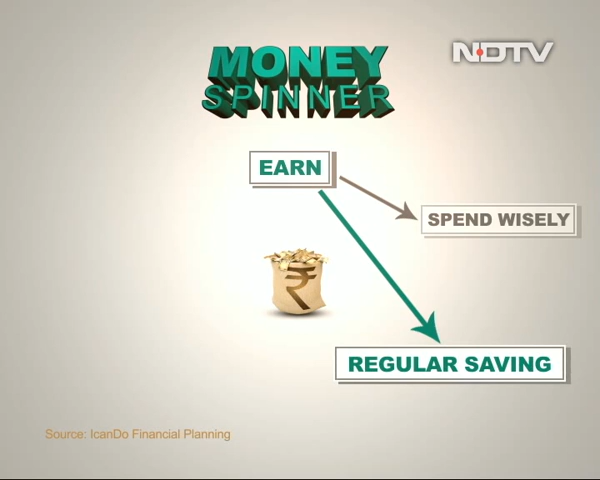 MONEY
SPINNER
NDTV
EARN
SPEND WISELY
₹
REGULAR SAVING
Source: IcanDo Financial Planning